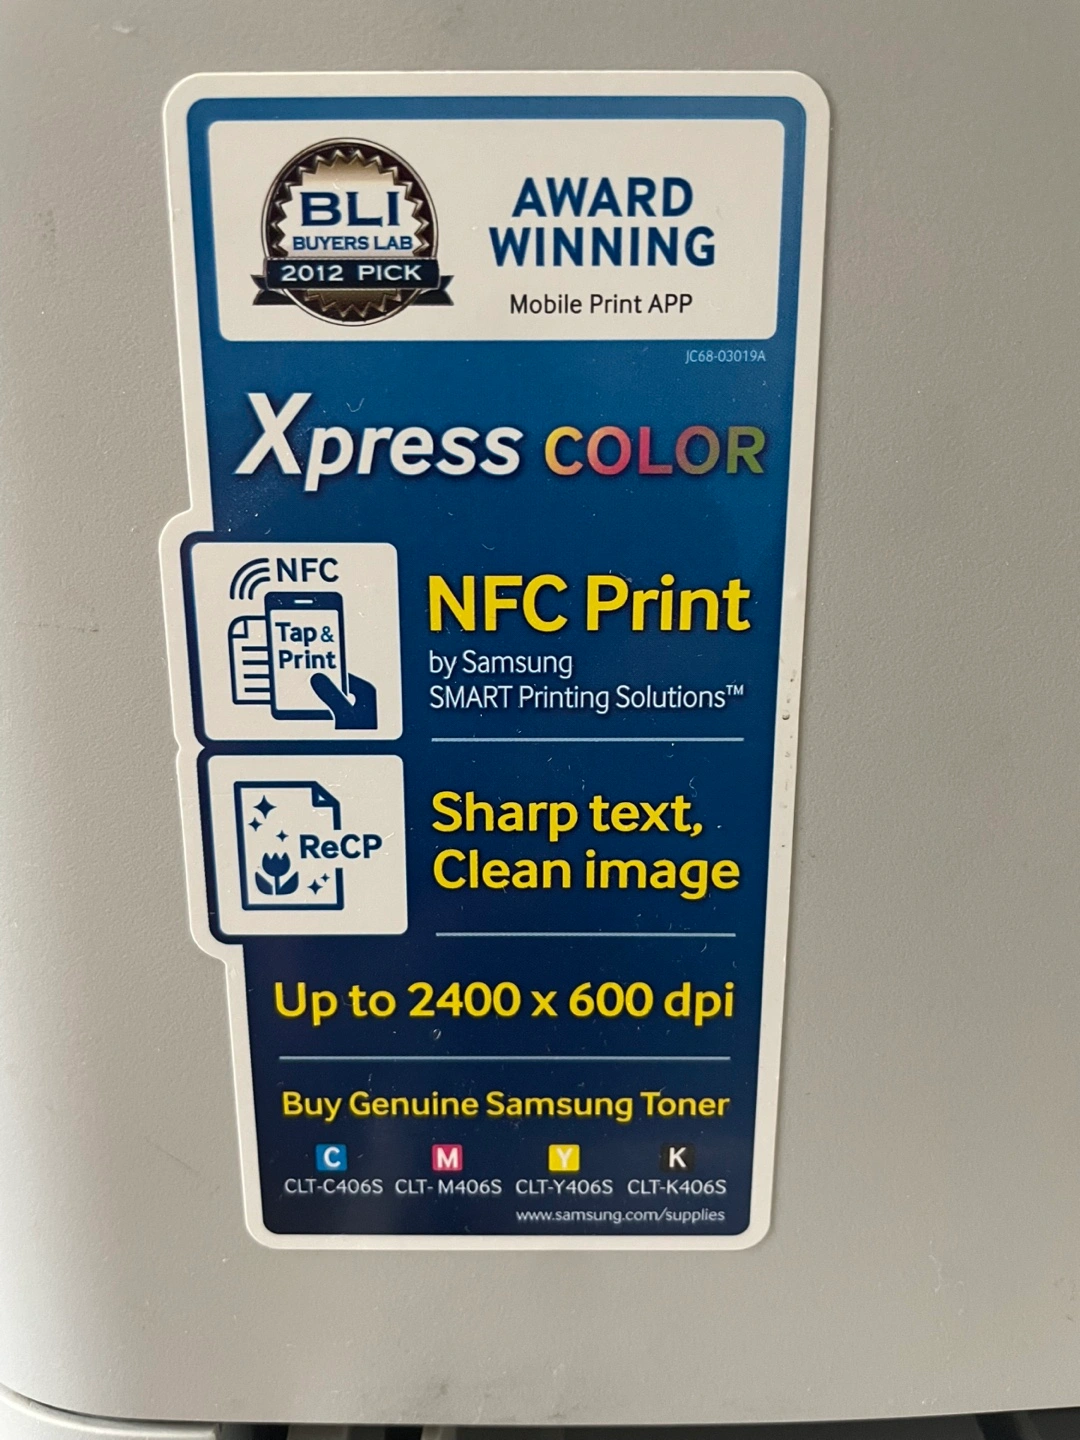 BLI
BUYERS LAB
2012 PICK
AWARD
WINNING
Mobile Print APP
JC68-03019A
Xpress COLOR
NFC
Tap &
Print
NFC Print
by Samsung
SMART Printing Solutions™
ReCP
Sharp text,
Clean image
Up to 2400 x 600 dpi
Buy Genuine Samsung Toner
C M Y K
CLT-C406S CLT- M406S CLT-Y406S CLT-K406S
www.samsung.com/supplies